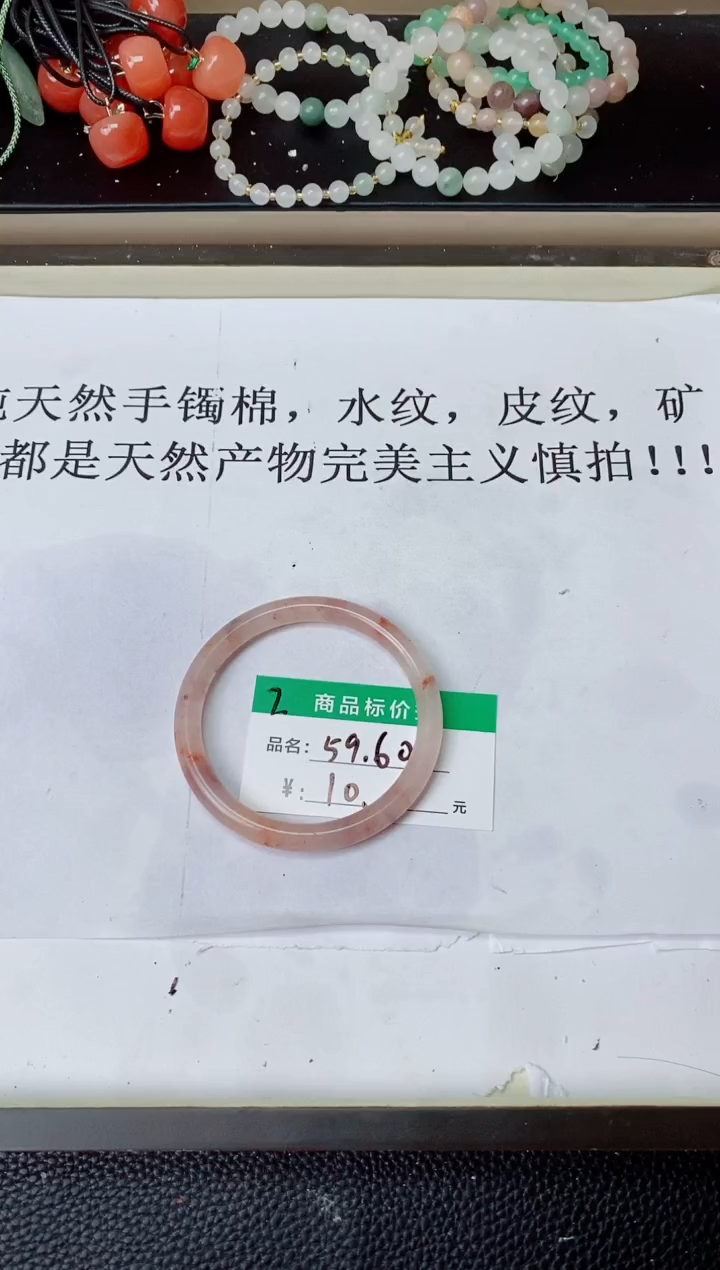 纯天然手镯棉，水纹，皮纹，矿
都是天然产物完美主义慎拍!!!
2 商品标价
品名：59.60
¥：10. 元